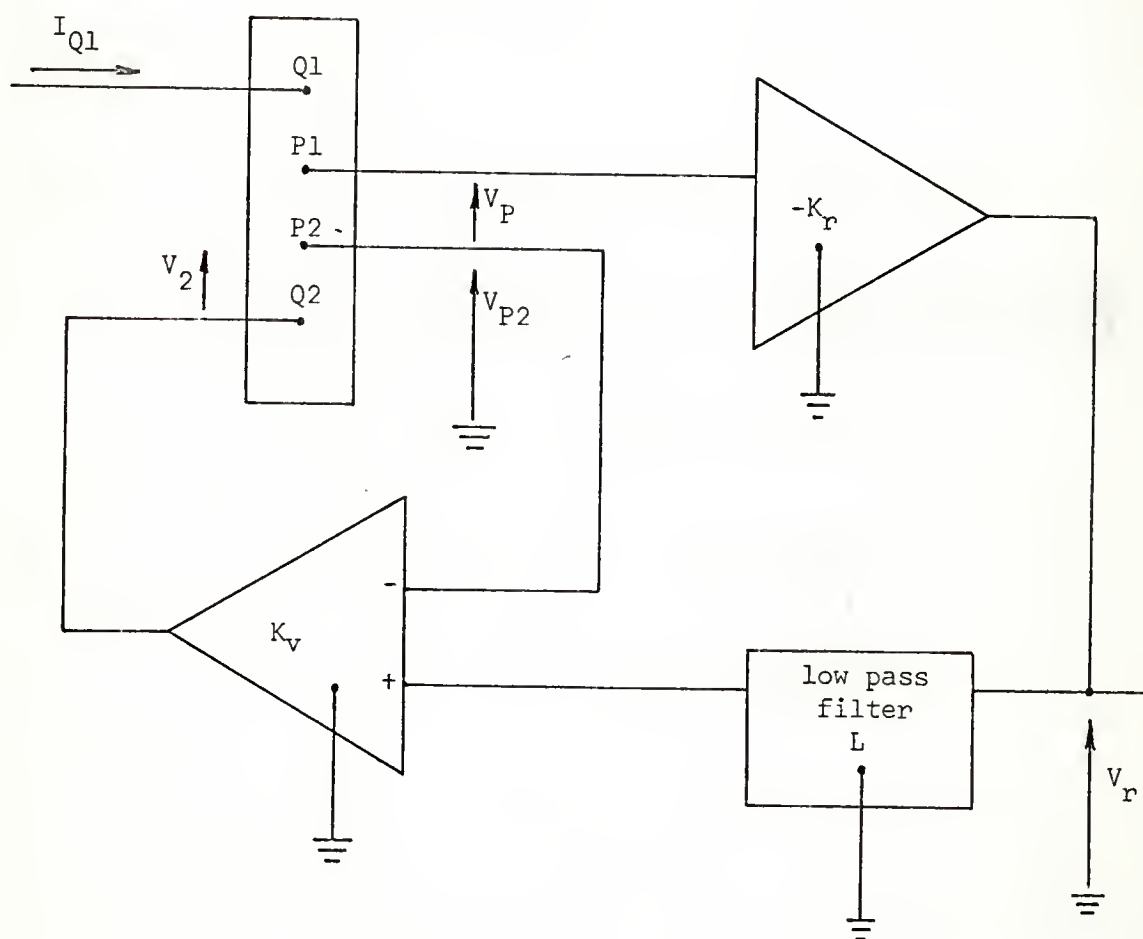 I_Q1
Q1
P1
P2
Q2
V_2
V_P
V_P2
-K_r
K_v
-
+
low pass
filter
L
V_r